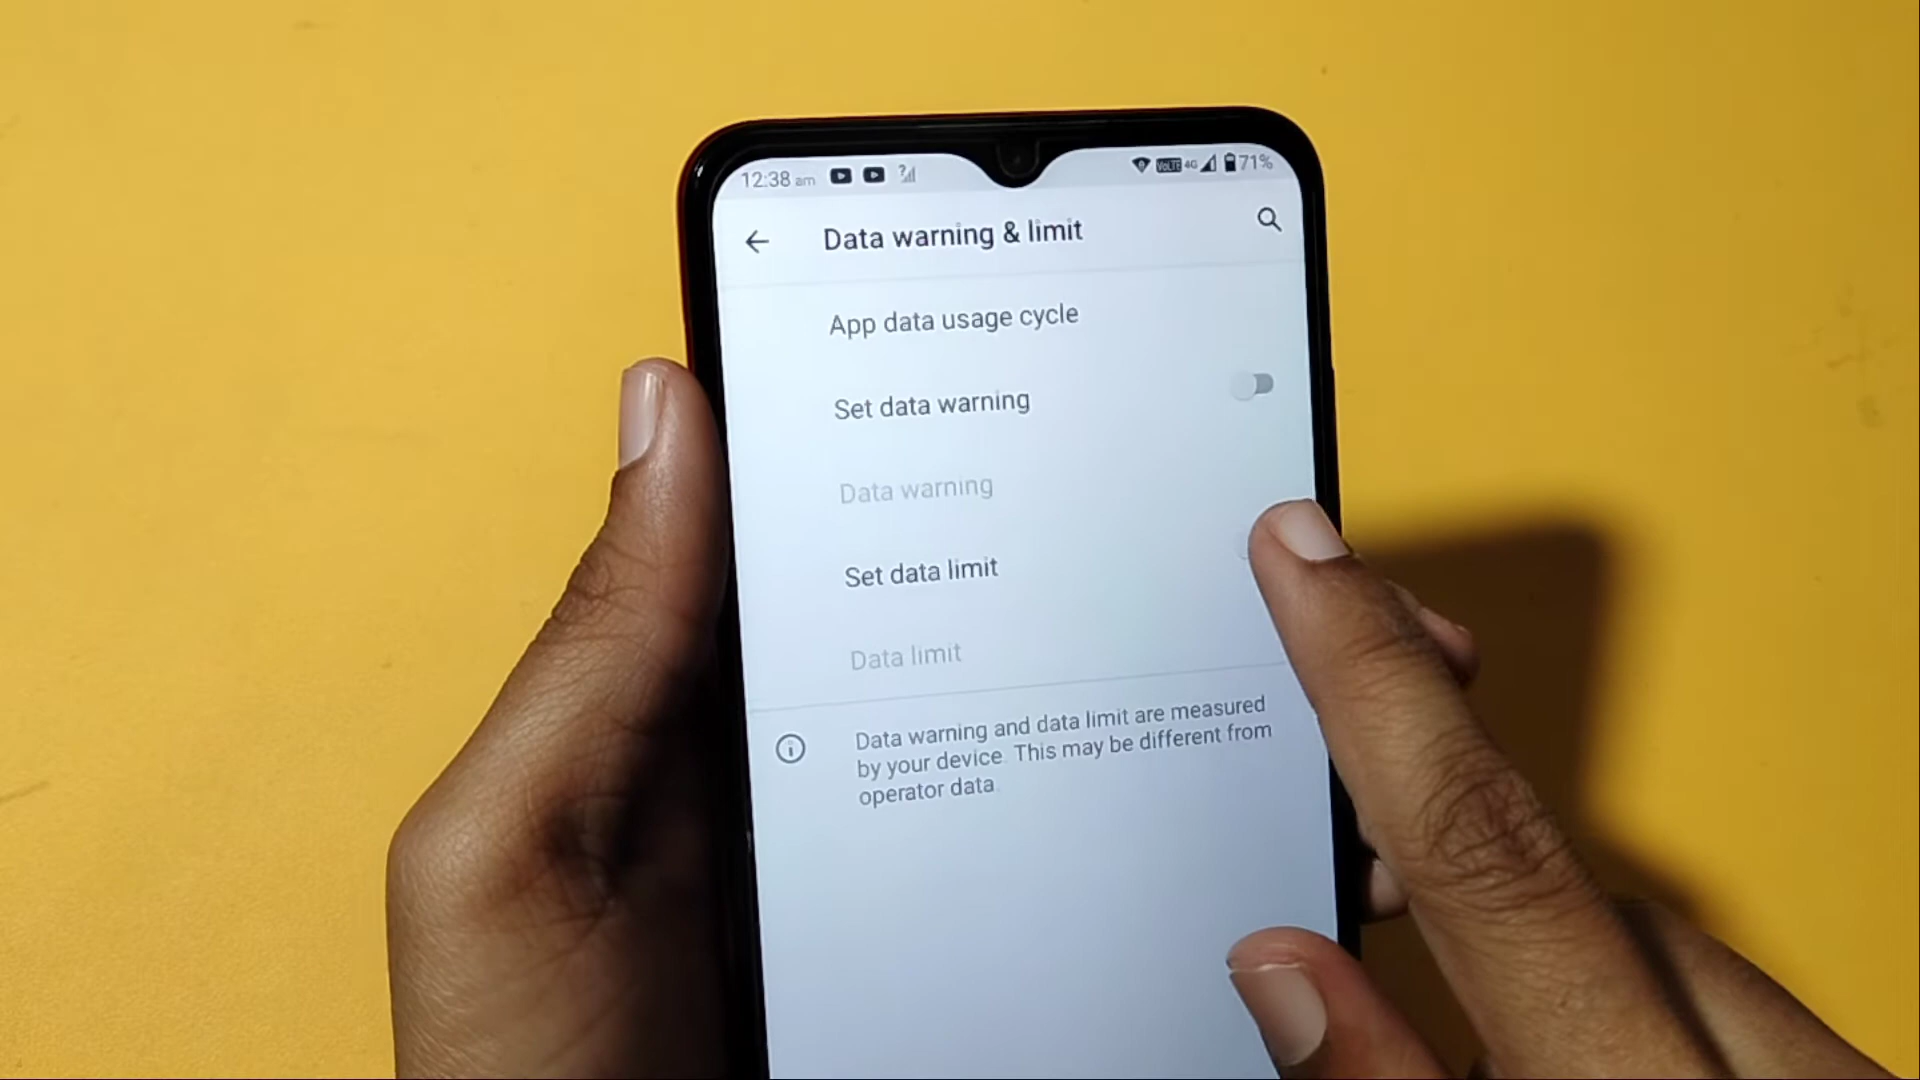 12:38 am ? VoLTE 4G 71%
Data warning & limit
App data usage cycle
Set data warning
Data warning
Set data limit
Data limit
Data warning and data limit are measured
by your device. This may be different from
operator data.